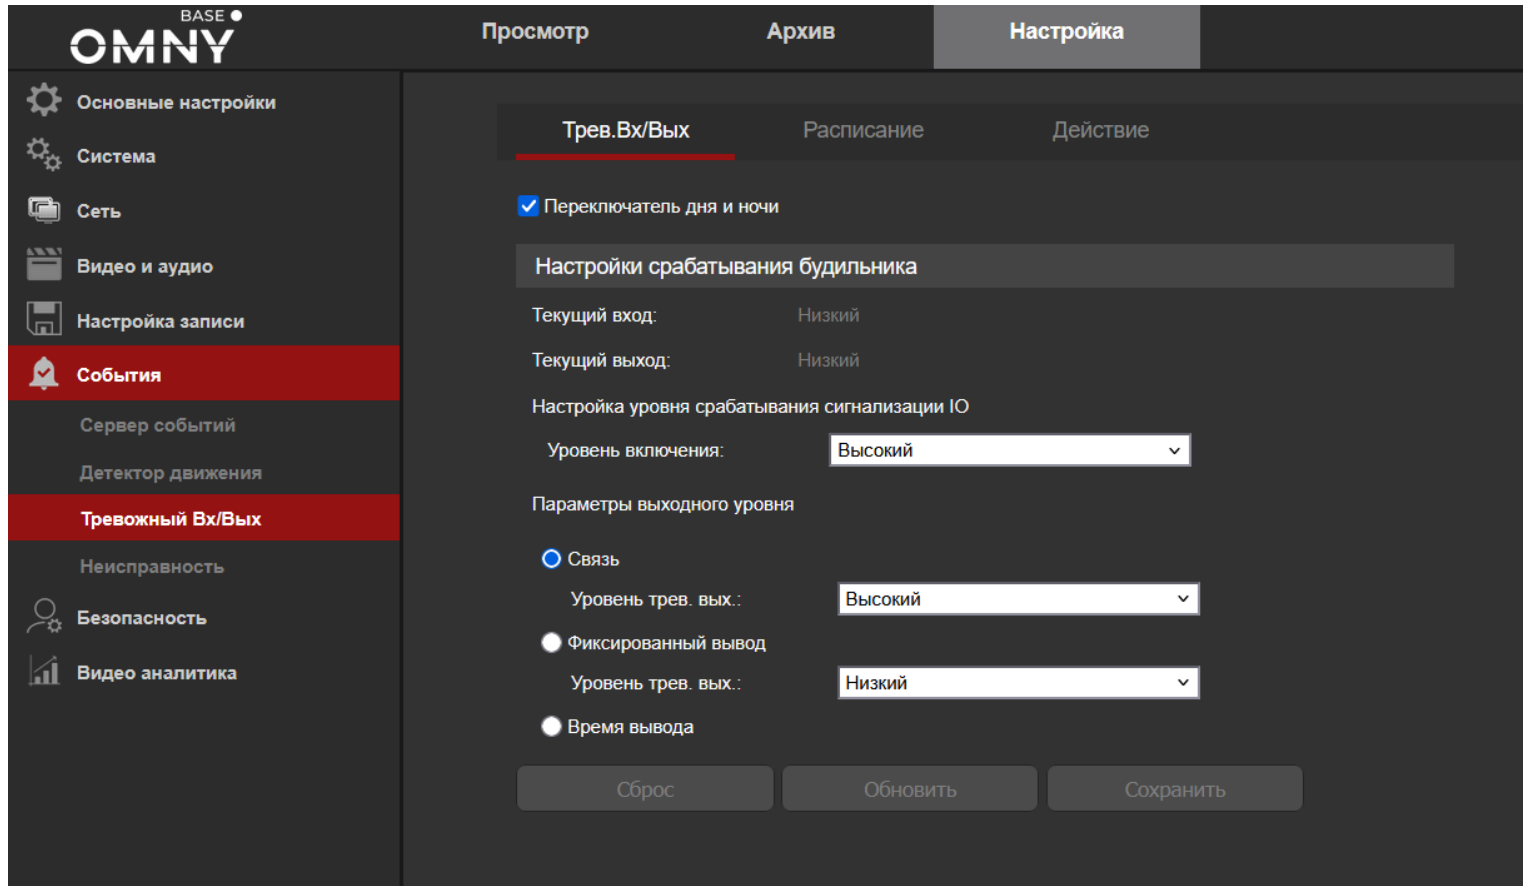 BASE
OMNY
Просмотр
Архив
Настройка
Основные настройки
Система
Сеть
Видео и аудио
Настройка записи
События
Сервер событий
Детектор движения
Тревожный Вх/Вых
Неисправность
Безопасность
Видео аналитика
Трев.Вх/Вых
Расписание
Действие
Переключатель дня и ночи
Настройки срабатывания будильника
Текущий вход: Низкий
Текущий выход: Низкий
Настройка уровня срабатывания сигнализации IO
Уровень включения: Высокий
Параметры выходного уровня
Связь
Уровень трев. вых.: Высокий
Фиксированный вывод
Уровень трев. вых.: Низкий
Время вывода
Сброс
Обновить
Сохранить